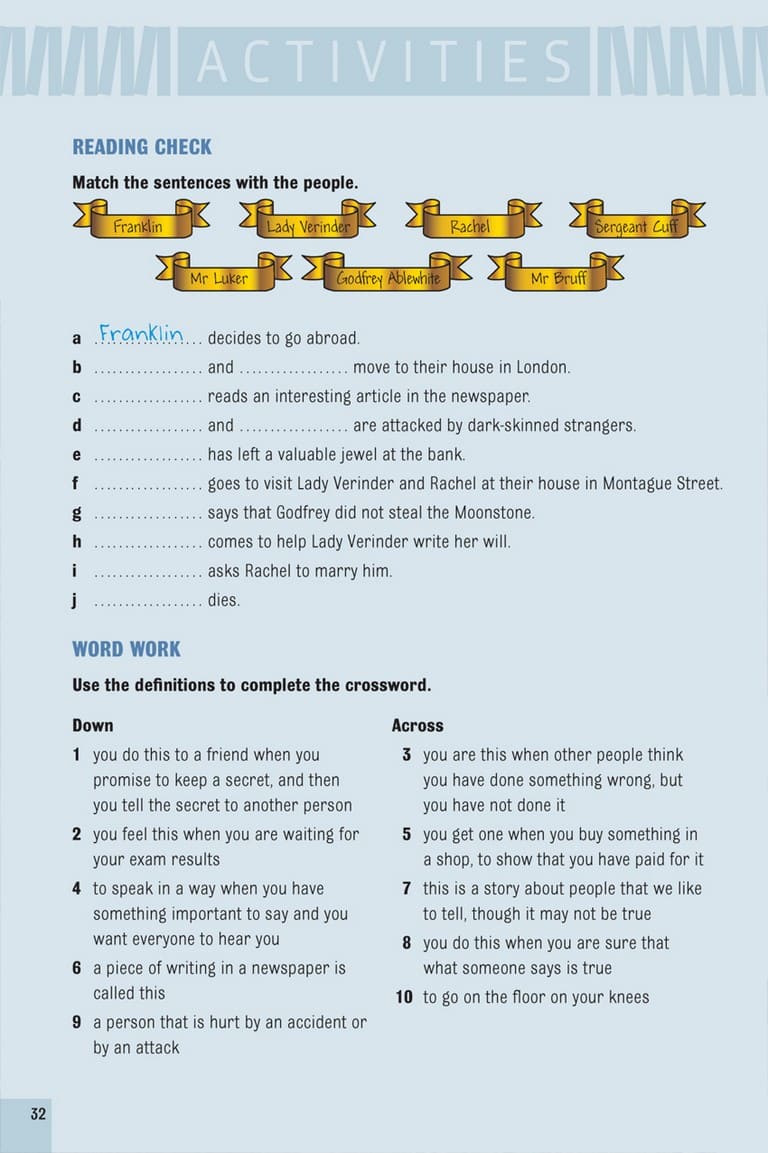 ACTIVITIES
READING CHECK
Match the sentences with the people.
Franklin Lady Verinder Rachel Sergeant Cuff
Mr Luker Godfrey Ablewhite Mr Bruff
a Franklin decides to go abroad.
b .................. and .................. move to their house in London.
c .................. reads an interesting article in the newspaper.
d .................. and .................. are attacked by dark-skinned strangers.
e .................. has left a valuable jewel at the bank.
f .................. goes to visit Lady Verinder and Rachel at their house in Montague Street.
g .................. says that Godfrey did not steal the Moonstone.
h .................. comes to help Lady Verinder write her will.
i .................. asks Rachel to marry him.
j .................. dies.
WORD WORK
Use the definitions to complete the crossword.
Down
1 you do this to a friend when you
promise to keep a secret, and then
you tell the secret to another person
2 you feel this when you are waiting for
your exam results
4 to speak in a way when you have
something important to say and you
want everyone to hear you
6 a piece of writing in a newspaper is
called this
9 a person that is hurt by an accident or
by an attack
Across
3 you are this when other people think
you have done something wrong, but
you have not done it
5 you get one when you buy something in
a shop, to show that you have paid for it
7 this is a story about people that we like
to tell, though it may not be true
8 you do this when you are sure that
what someone says is true
10 to go on the floor on your knees
32